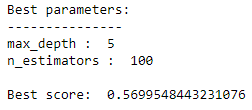 Best parameters:
---------------
max_depth :  5
n_estimators :  100
Best score:  0.5699548443231076